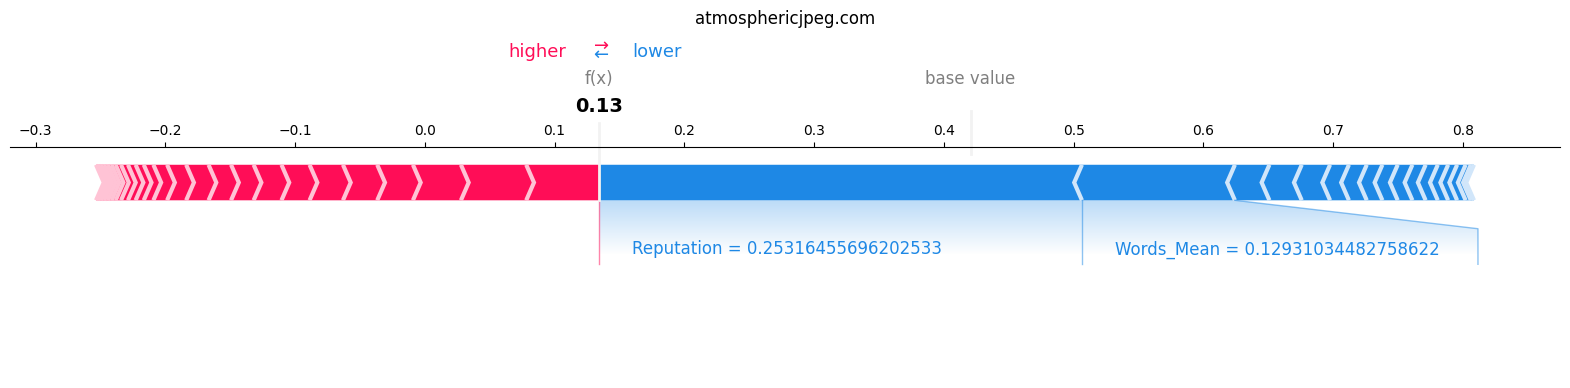 atmosphericjpeg.com
higher → ← lower
f(x) base value
0.13
−0.3 −0.2 −0.1 0.0 0.1 0.2 0.3 0.4 0.5 0.6 0.7 0.8
Reputation = 0.25316455696202533 Words_Mean = 0.12931034482758622